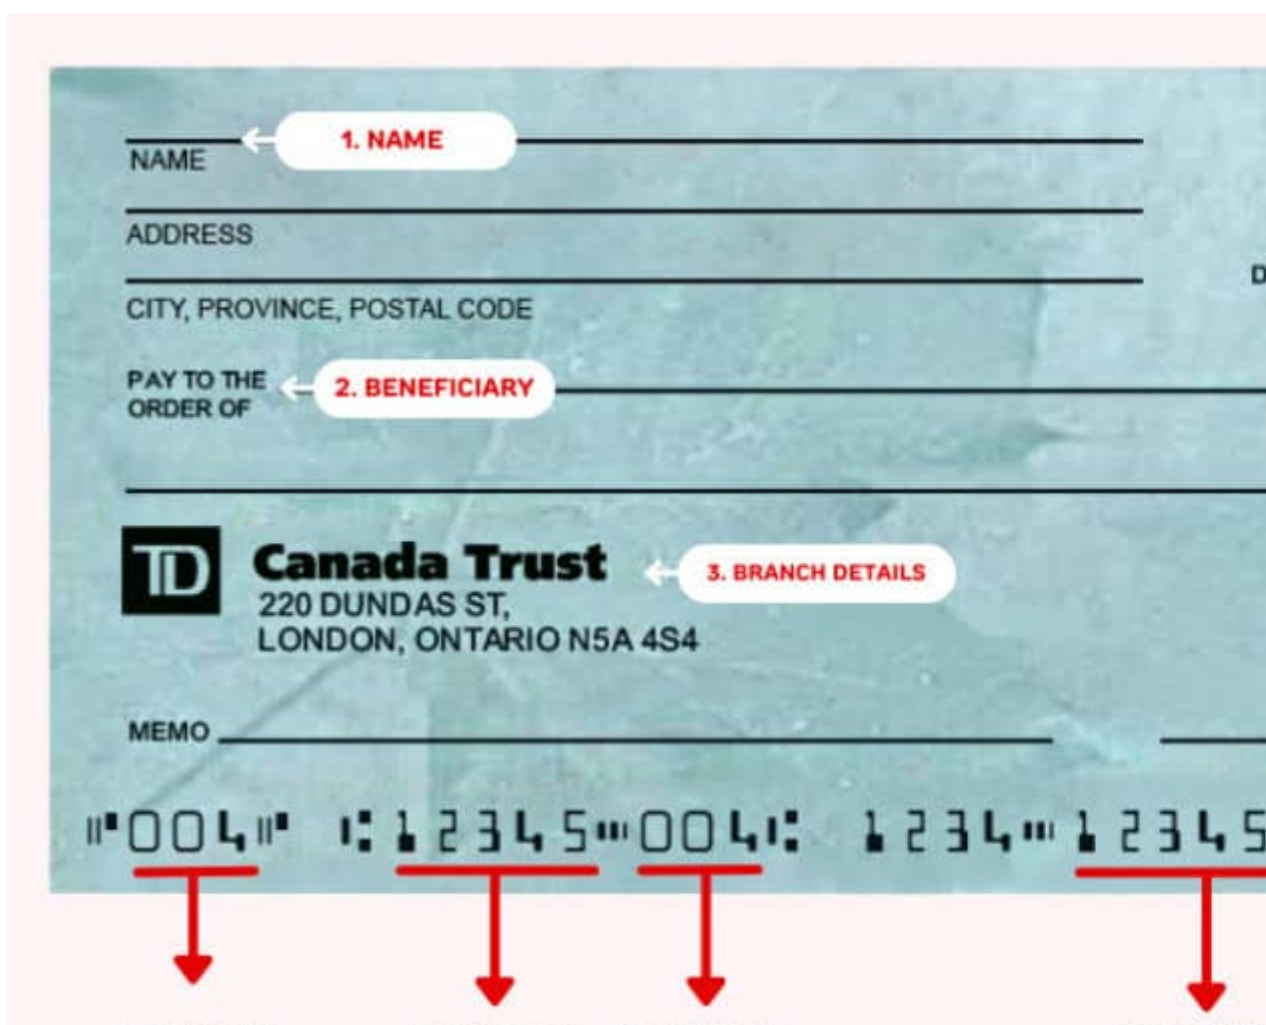 1. NAME
NAME
ADDRESS
D
CITY, PROVINCE, POSTAL CODE
PAY TO THE
ORDER OF
2. BENEFICIARY
TD
Canada Trust
3. BRANCH DETAILS
220 DUNDAS ST,
LONDON, ONTARIO N5A 4S4
MEMO
⑈004⑈ ⑆12345⑉004⑆ 1234⑉12345